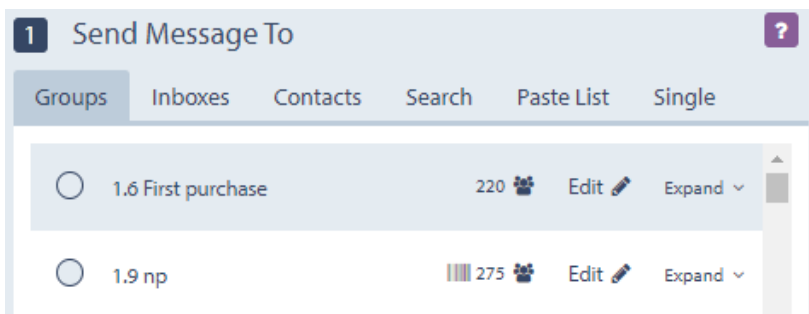 1 Send Message To ?
Groups Inboxes Contacts Search Paste List Single
1.6 First purchase 220 Edit Expand
1.9 np 275 Edit Expand